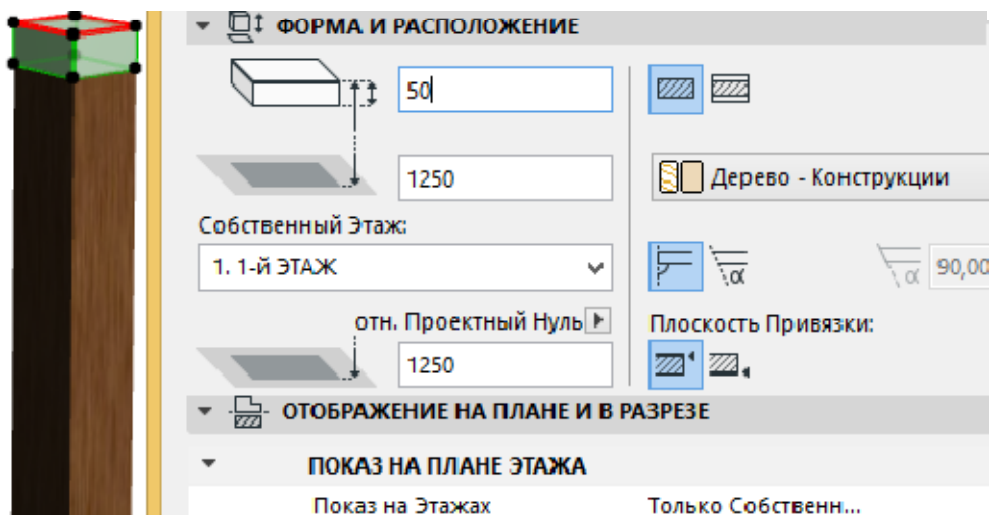 ФОРМА И РАСПОЛОЖЕНИЕ
50
1250
Дерево - Конструкции
Собственный Этаж:
1. 1-й ЭТАЖ
α
α 90,00
отн. Проектный Нуль
Плоскость Привязки:
1250
ОТОБРАЖЕНИЕ НА ПЛАНЕ И В РАЗРЕЗЕ
ПОКАЗ НА ПЛАНЕ ЭТАЖА
Показ на Этажах Только Собственн...